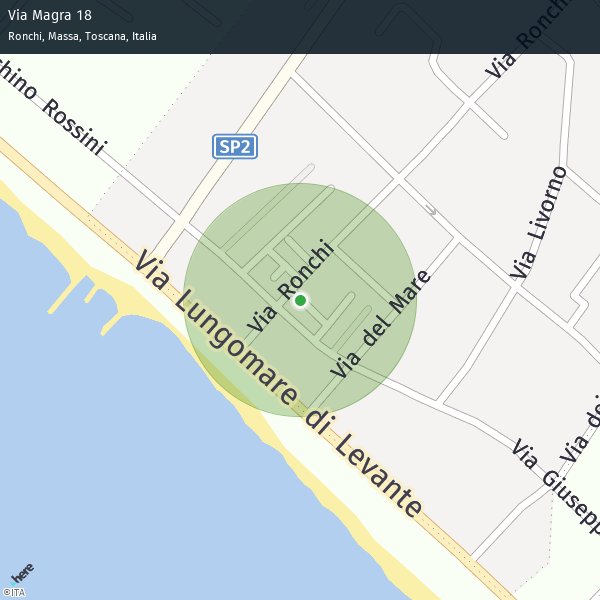 Via Magra 18
Ronchi, Massa, Toscana, Italia
Via Ronchi
hino Rossini
SP2
Via Livorno
Via Ronchi
Via del Mare
Via Lungomare di Levante
Via dei
Via Giusepp
here
©ITA